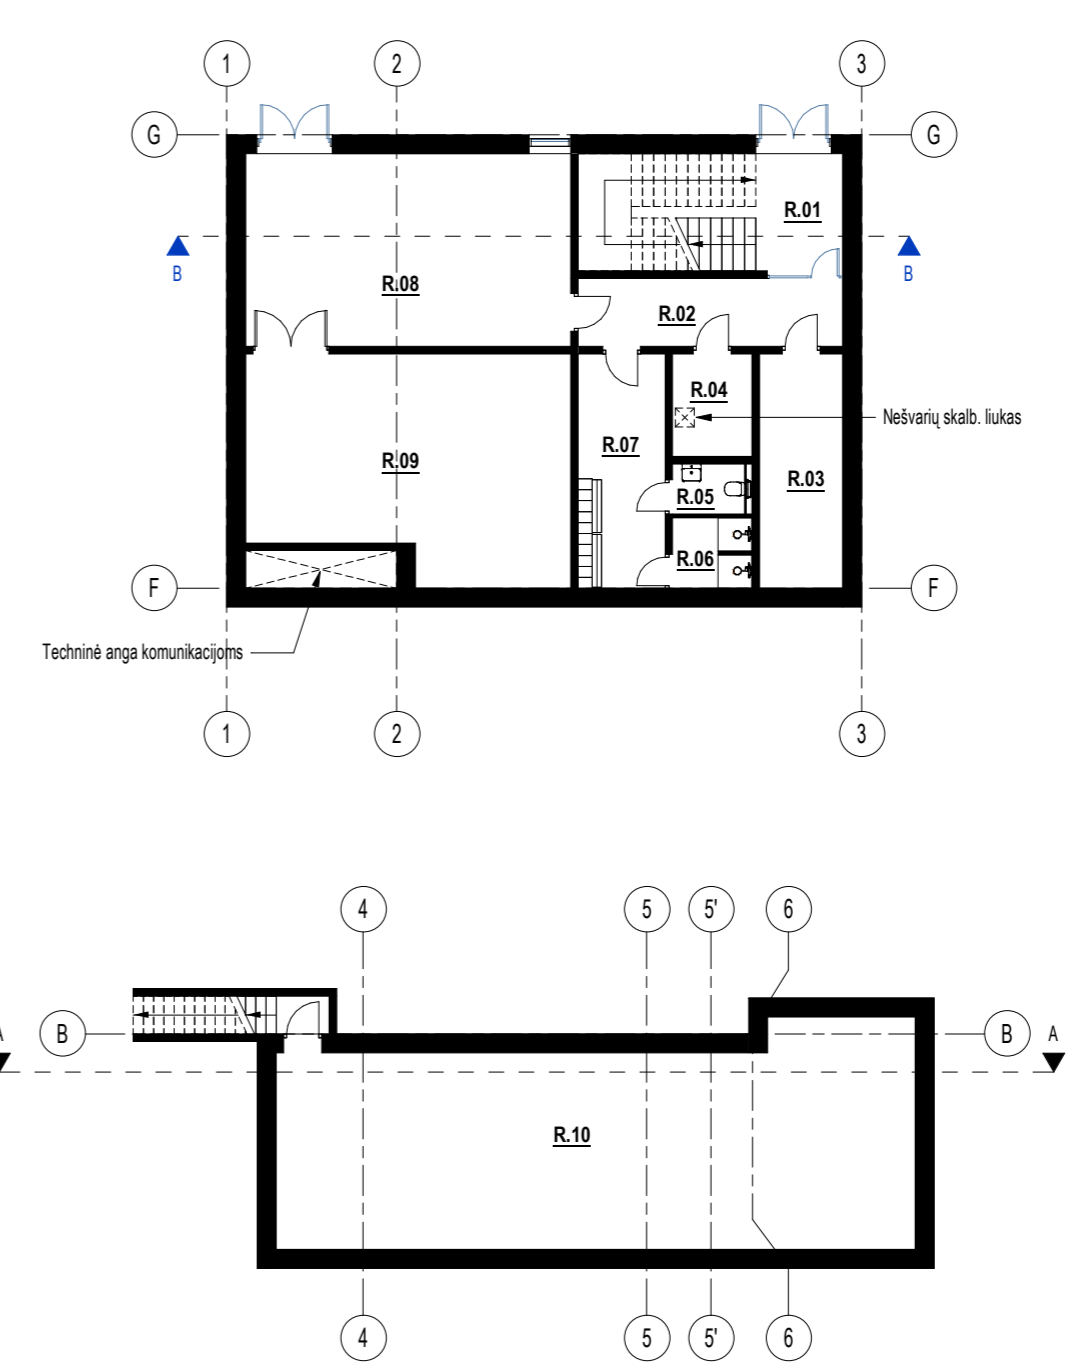 1
2
3
G
G
R.01
B
B
R.08
R.02
R.04
Nešvarių skalb. liukas
R.07
R.09
R.03
R.05
R.06
F
F
Techninė anga komunikacijoms
1
2
3
4
5
5'
6
A
B
B
A
R.10
4
5
5'
6